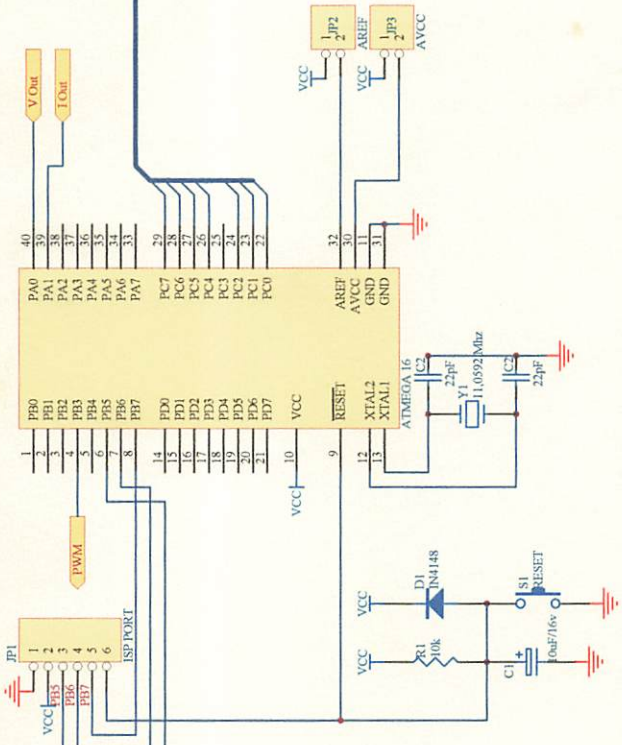 V Out
I Out
VCC
1
2
JP2
AREF
VCC
1
2
JP3
AVCC
40
39
38
37
36
35
34
33
29
28
27
26
25
24
23
22
32
30
11
31
PA0
PA1
PA2
PA3
PA4
PA5
PA6
PA7
PC7
PC6
PC5
PC4
PC3
PC2
PC1
PC0
AREF
AVCC
GND
GND
PB0
PB1
PB2
PB3
PB4
PB5
PB6
PB7
PD0
PD1
PD2
PD3
PD4
PD5
PD6
PD7
VCC
RESET
XTAL2
XTAL1
ATMEGA 16
1
2
3
4
5
6
7
8
14
15
16
17
18
19
20
21
10
9
12
13
VCC
C2
22pF
Y1
11,0592 Mhz
C2
22pF
PWM
JP1
1
2
3
4
5
6
ISP PORT
VCC
PB5
PB6
PB7
VCC
D1
IN4148
VCC
R1
10k
S1
RESET
C1
+
10uF/16v